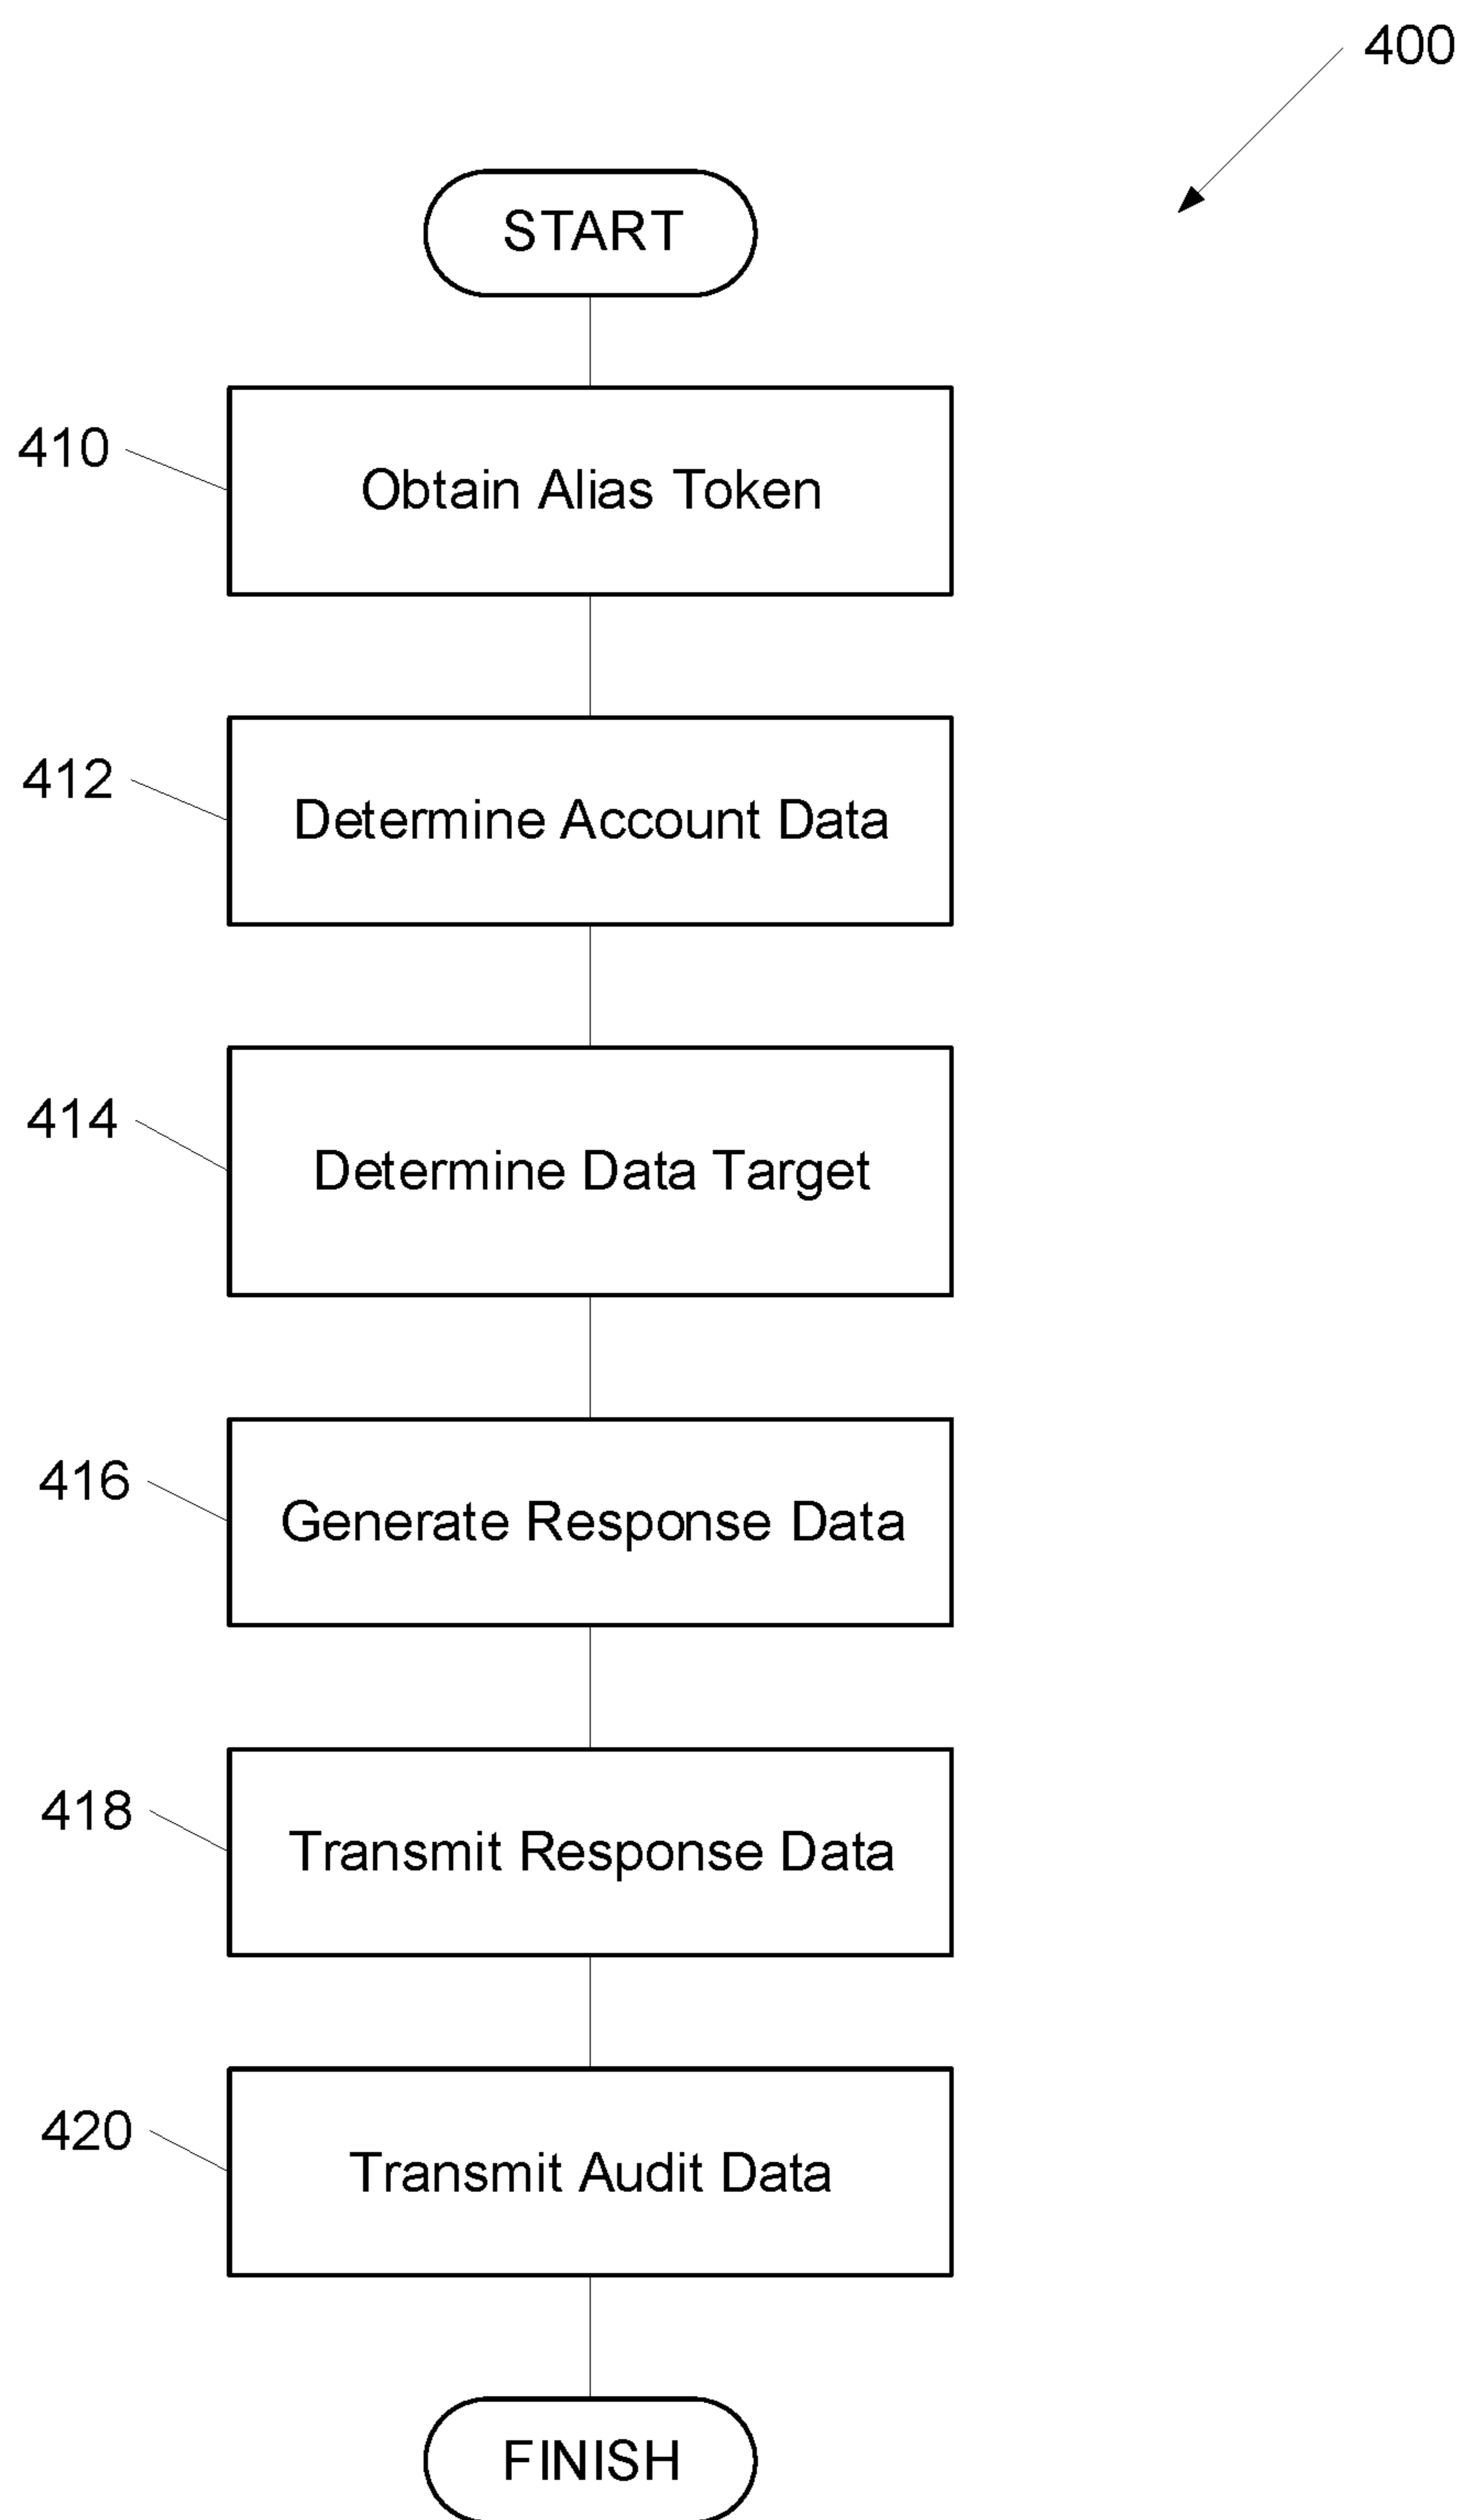 400
START
410
Obtain Alias Token
412
Determine Account Data
414
Determine Data Target
416
Generate Response Data
418
Transmit Response Data
420
Transmit Audit Data
FINISH